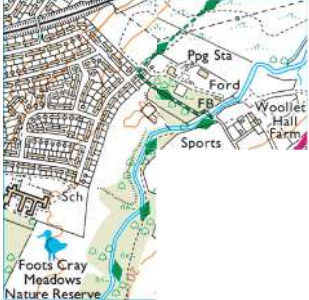 Ppg Sta
Ford
FB
Woollet
Hall
Farm
Sports
Sch
Foots Cray
Meadows
Nature Reserve